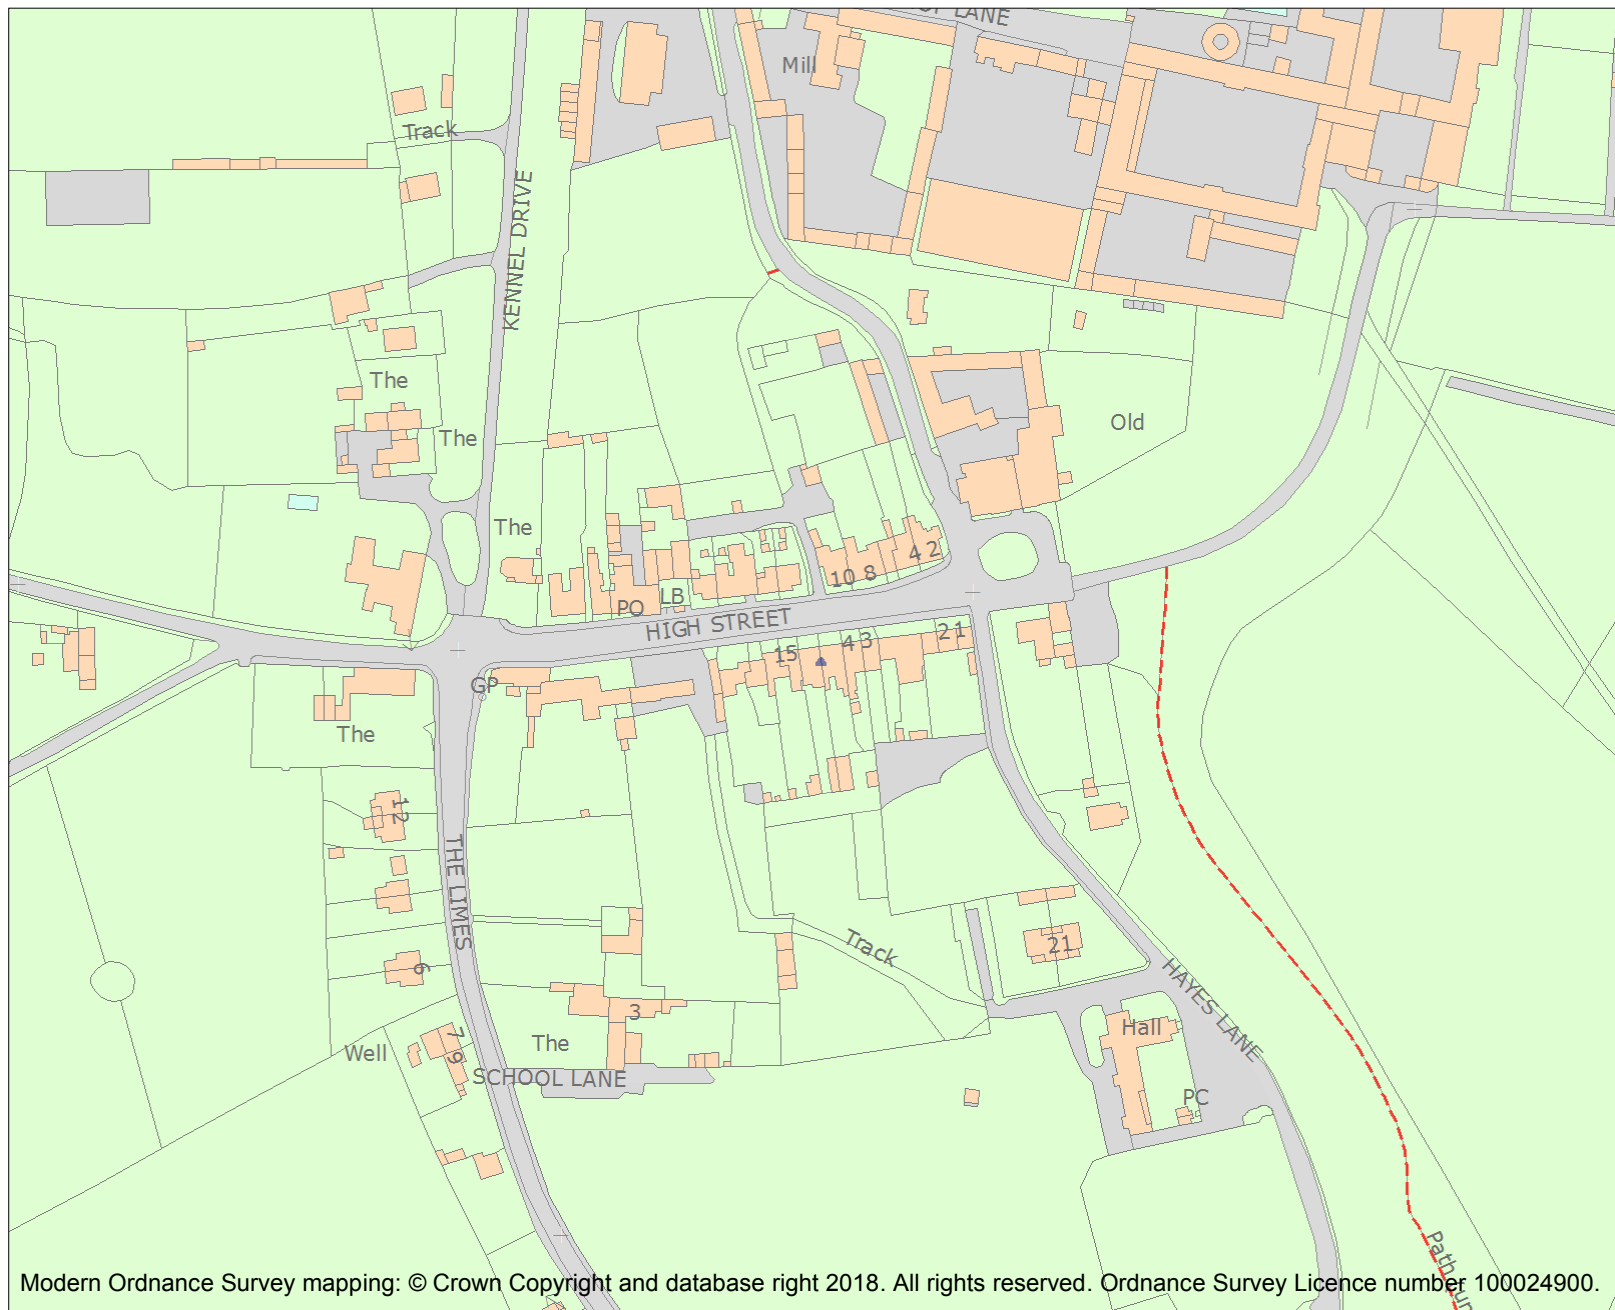 LANE
Mill
Track
KENNEL DRIVE
The
The
Old
The
4 2
10 8
LB
PO
HIGH STREET
2 1
4 3
15
GP
The
12
THE LIMES
Track
21
6
HAYES LANE
3
Hall
7
9
The
Well
SCHOOL LANE
PC
Path
Modern Ordnance Survey mapping: © Crown Copyright and database right 2018. All rights reserved. Ordnance Survey Licence number 100024900.